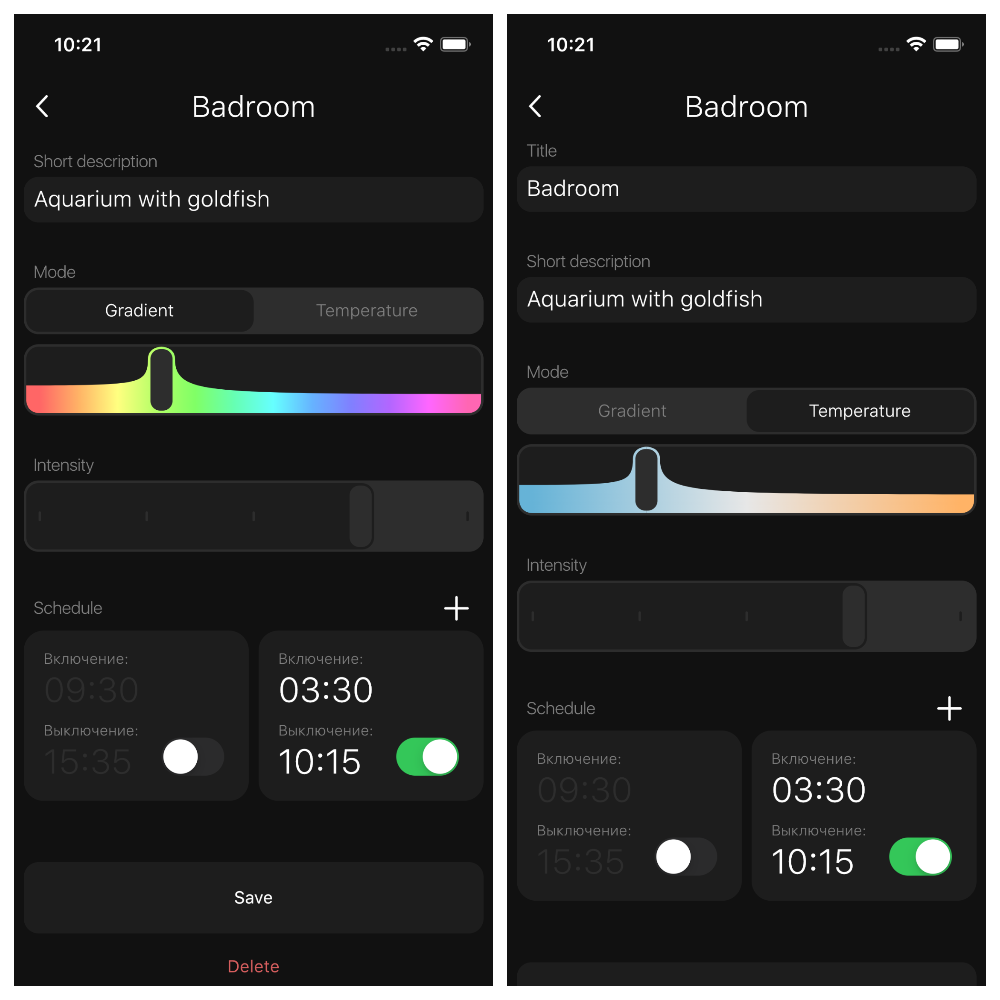 10:21
Badroom
Short description
Aquarium with goldfish
Mode
Gradient Temperature
Intensity
Schedule
Включение: Включение:
09:30 03:30
Выключение: Выключение:
15:35 10:15
Save
Delete
10:21
Badroom
Title
Badroom
Short description
Aquarium with goldfish
Mode
Gradient Temperature
Intensity
Schedule
Включение: Включение:
09:30 03:30
Выключение: Выключение:
15:35 10:15